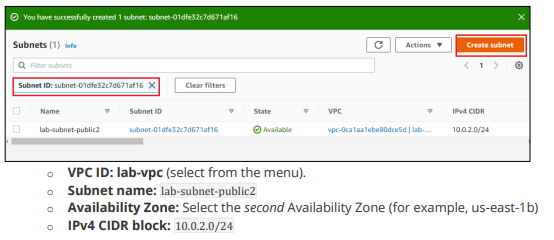 You have successfully created 1 subnet: subnet-01dfe32c7d671af16
Subnets (1) Info
Actions
Create subnet
Filter subnets
1
Subnet ID: subnet-01dfe32c7d671af16
Clear filters
Name Subnet ID State VPC IPv4 CIDR
lab-subnet-public2 subnet-01dfe32c7d671af16 Available vpc-0ca1aa1ebe80dce5d | lab-... 10.0.2.0/24
VPC ID: lab-vpc (select from the menu).
Subnet name: lab-subnet-public2
Availability Zone: Select the second Availability Zone (for example, us-east-1b)
IPv4 CIDR block: 10.0.2.0/24